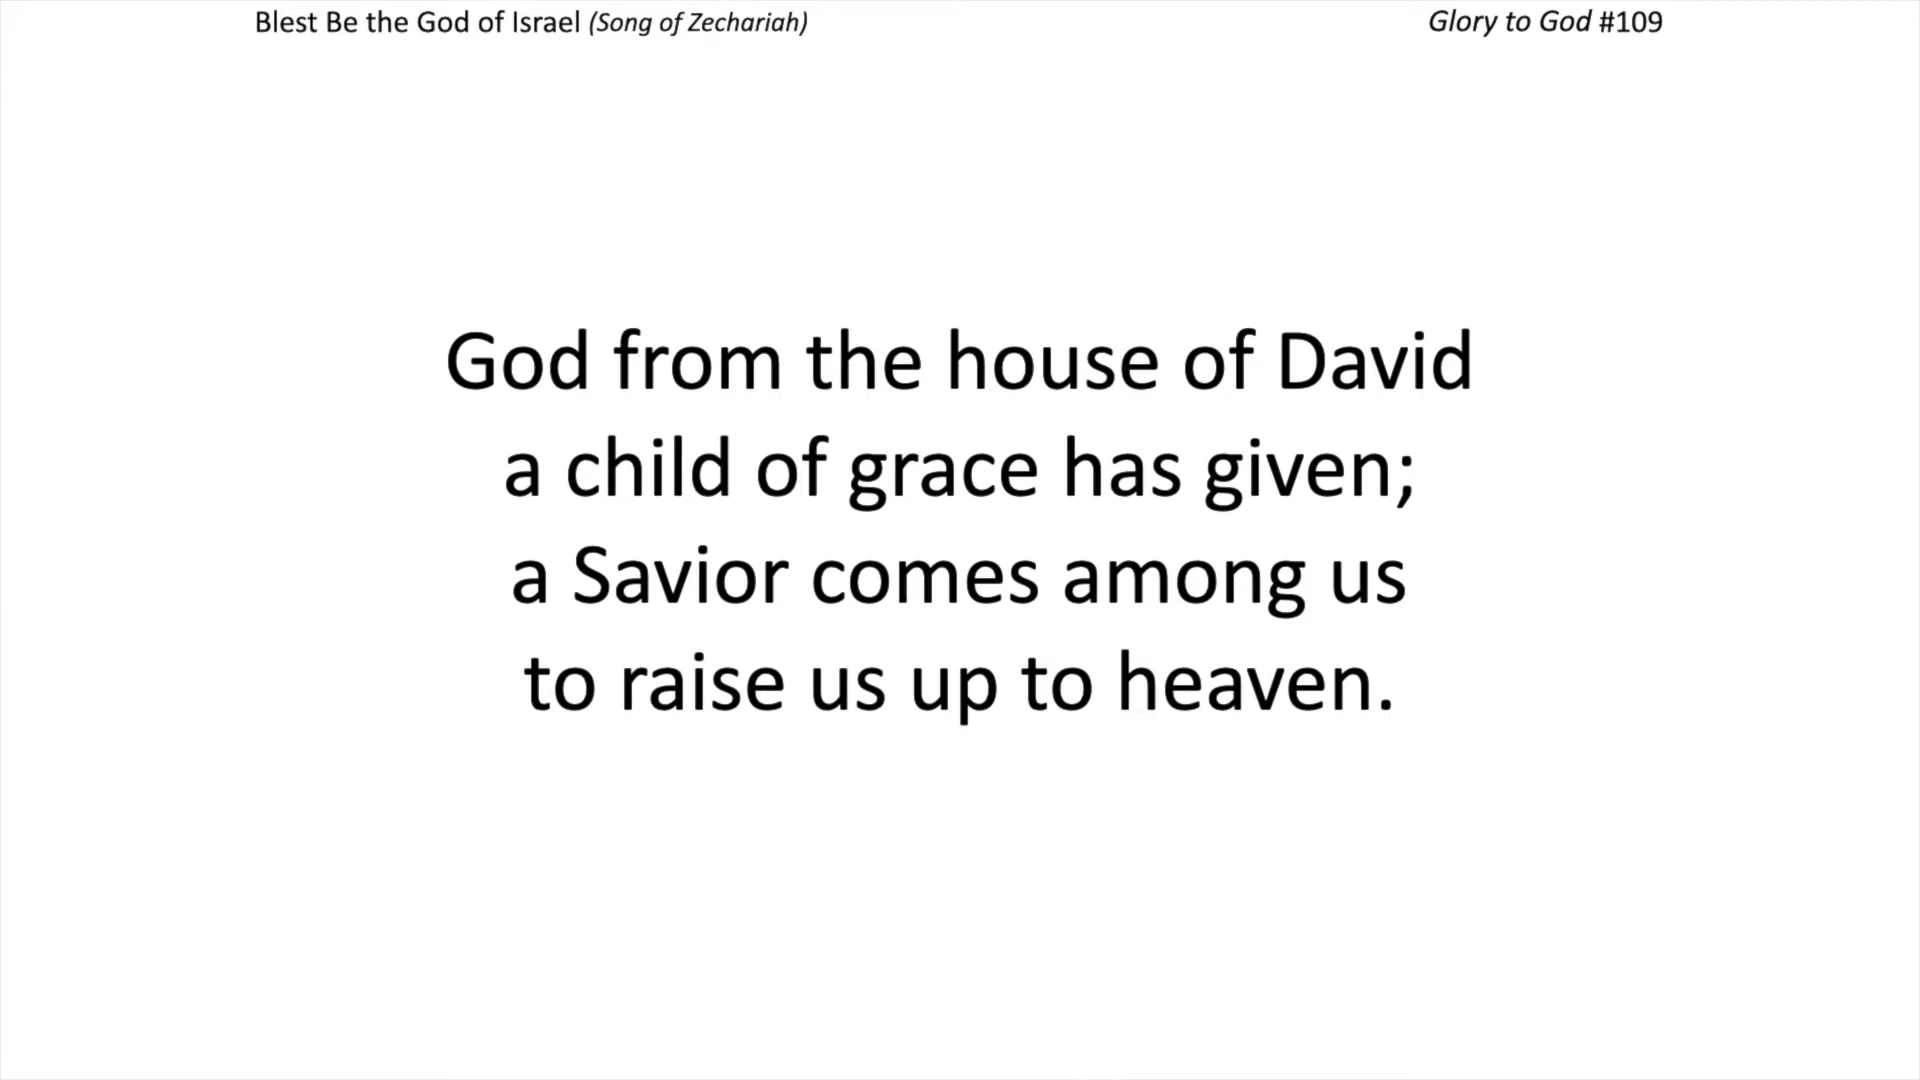 Blest Be the God of Israel (Song of Zechariah) Glory to God #109
God from the house of David
a child of grace has given;
a Savior comes among us
to raise us up to heaven.